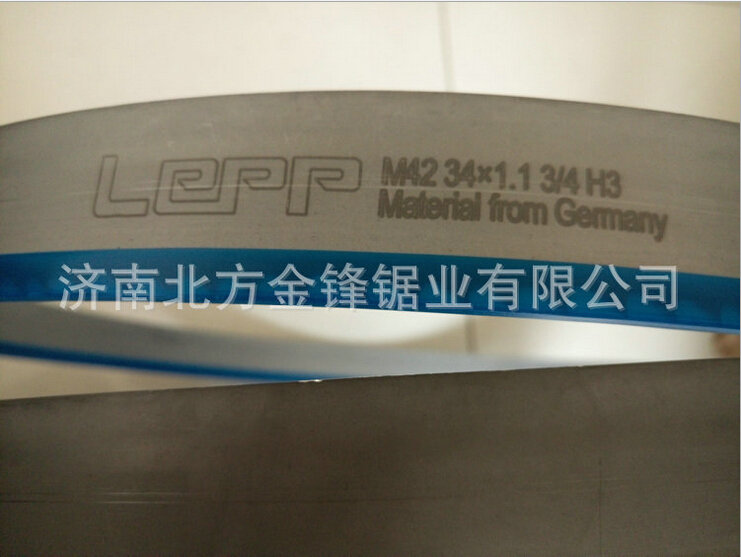 LEPP M42 34×1.1 3/4 H3
Material from Germany
济南北方金锋锯业有限公司